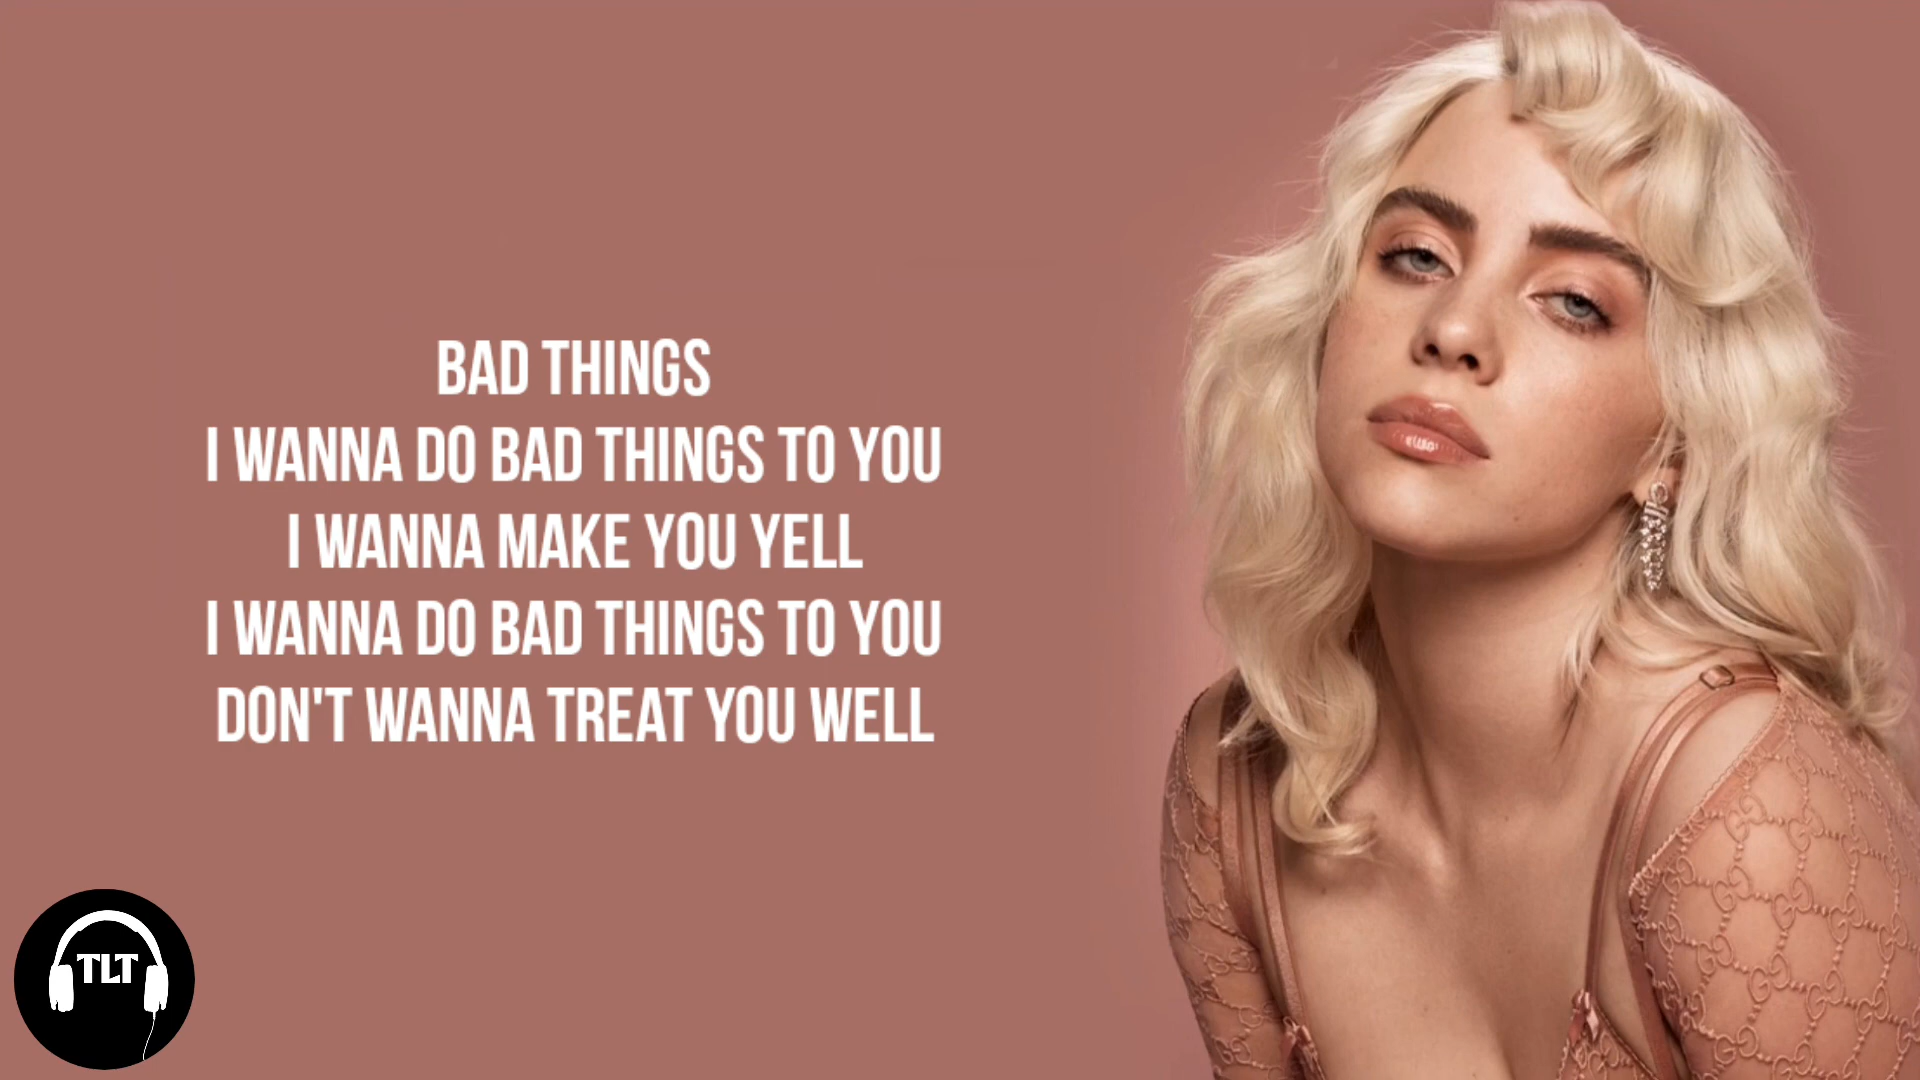 BAD THINGS
I WANNA DO BAD THINGS TO YOU
I WANNA MAKE YOU YELL
I WANNA DO BAD THINGS TO YOU
DON'T WANNA TREAT YOU WELL
TLT